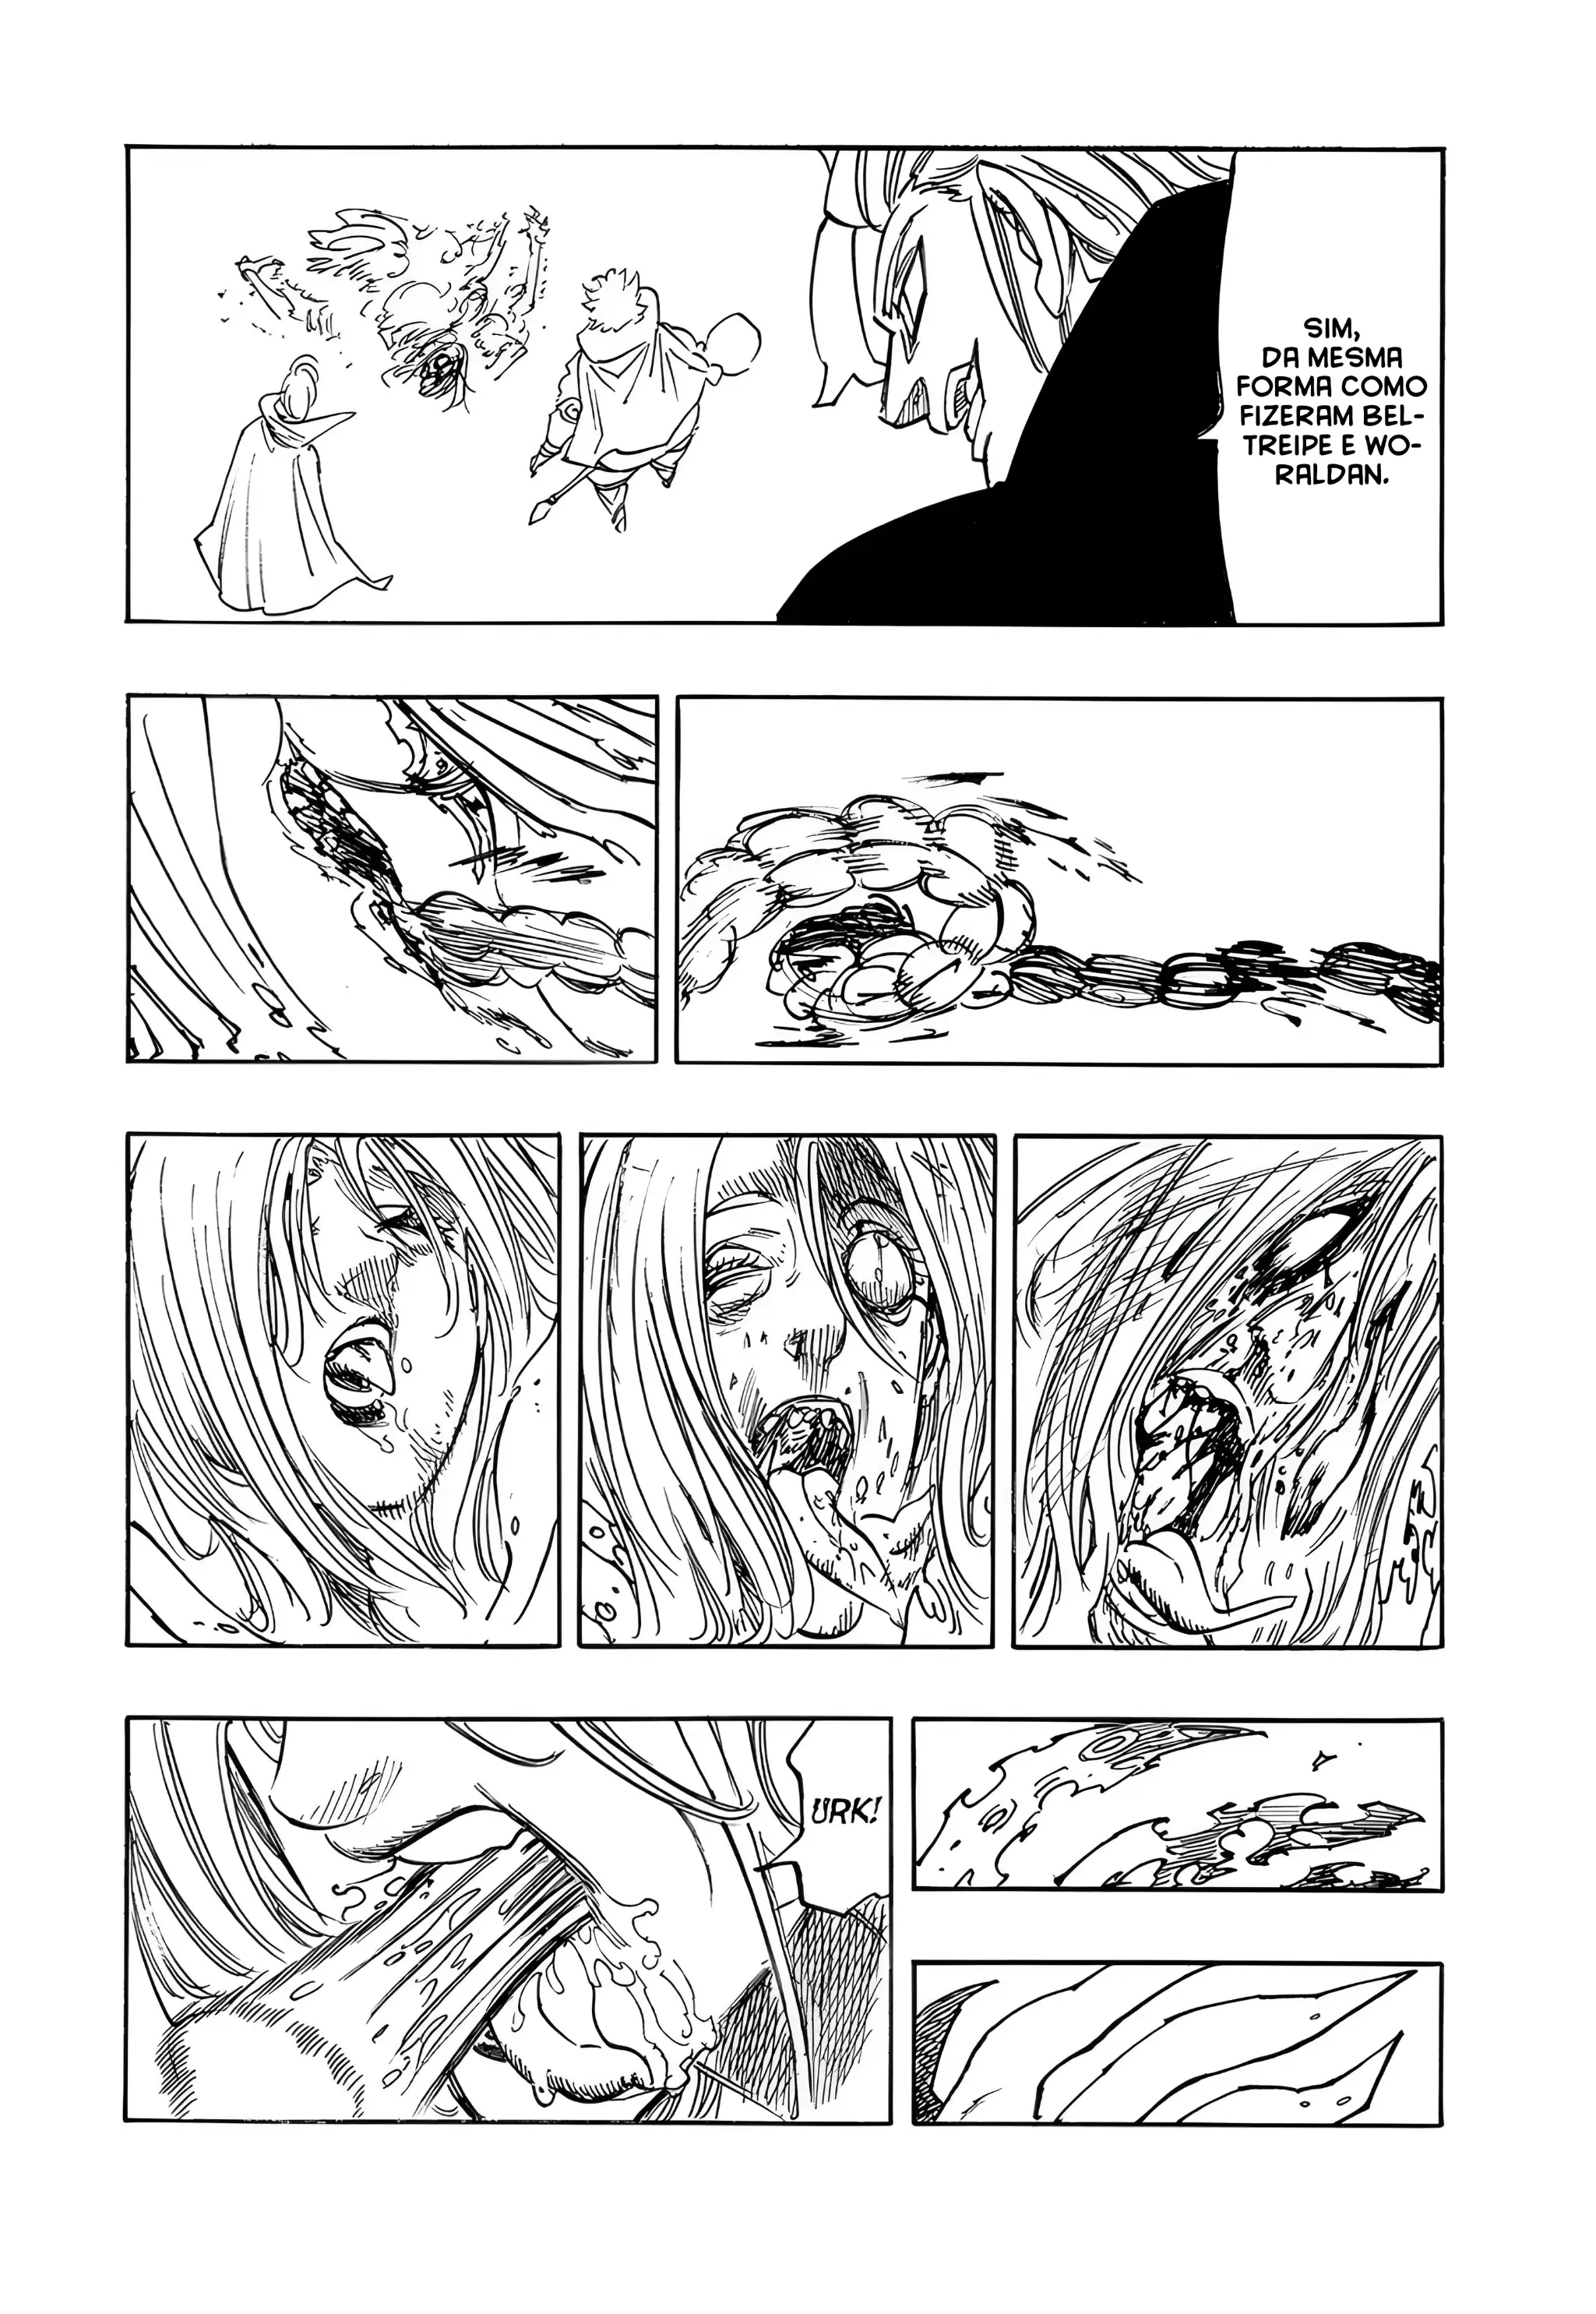 SIM,
DA MESMA
FORMA COMO
FIZERAM BEL-
TREIPE E WO-
RALDAN.
URK!